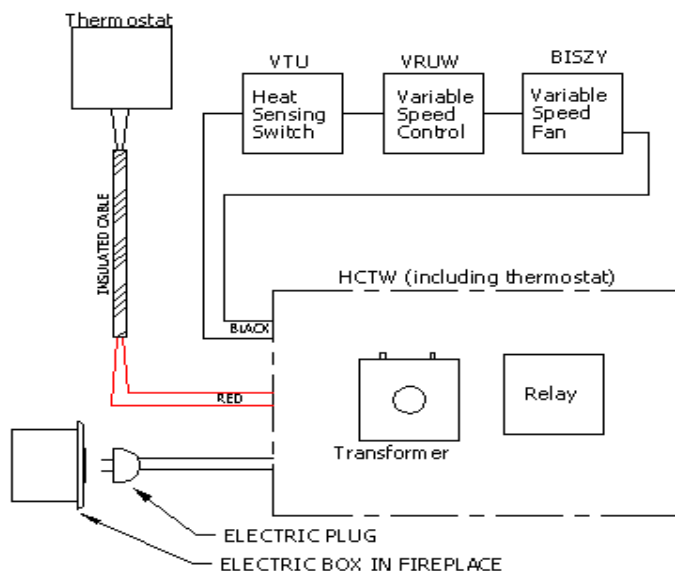 Thermostat
VTU
VRUW
BISZY
Heat
Sensing
Switch
Variable
Speed
Control
Variable
Speed
Fan
INSULATED CABLE
HCTW (including thermostat)
BLACK
RED
Transformer
Relay
ELECTRIC PLUG
ELECTRIC BOX IN FIREPLACE